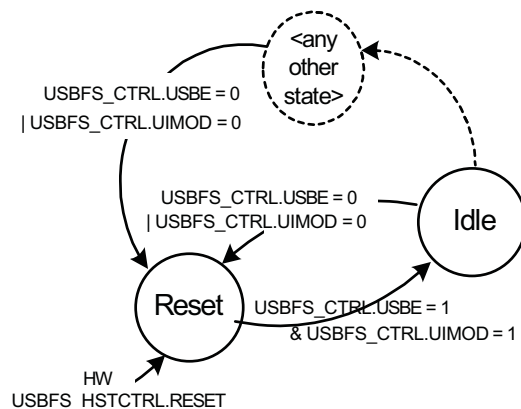 <any
other
state>
USBFS_CTRL.USBE = 0
| USBFS_CTRL.UIMOD = 0
USBFS_CTRL.USBE = 0
| USBFS_CTRL.UIMOD = 0
Idle
Reset
USBFS_CTRL.USBE = 1
& USBFS_CTRL.UIMOD = 1
HW
USBFS_HSTCTRL.RESET